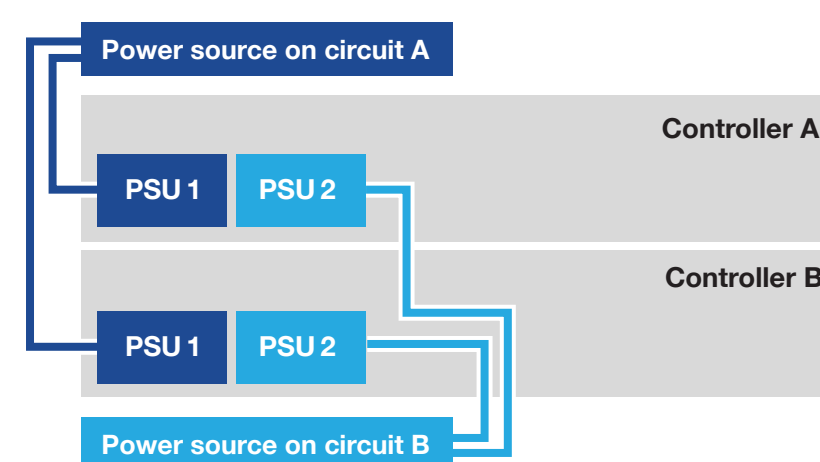 Power source on circuit A
Controller A
PSU 1
PSU 2
Controller B
PSU 1
PSU 2
Power source on circuit B